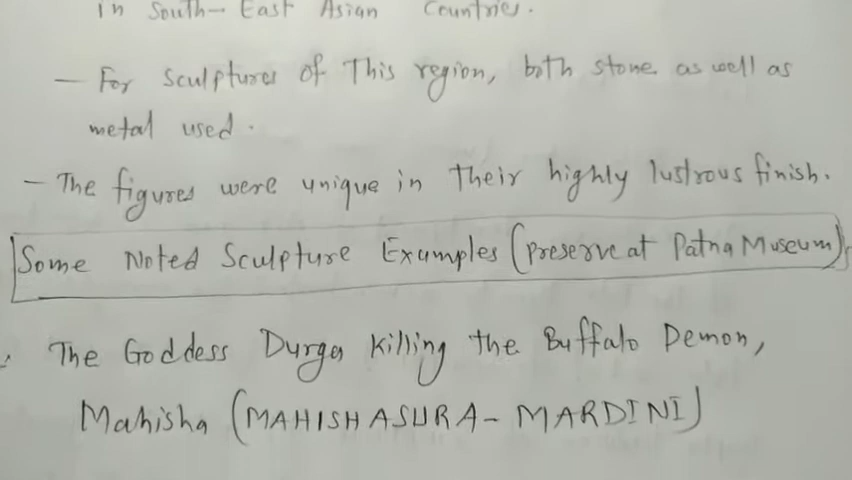 in South-East Asian Countries.
- For sculptures of This region, both stone as well as
metal used.
- The figures were unique in Their highly lustrous finish.
Some Noted Sculpture Examples (Preserve at Patna Museum)
The Goddess Durga Killing the Buffalo Demon,
Mahisha (MAHISHASURA-MARDINI)